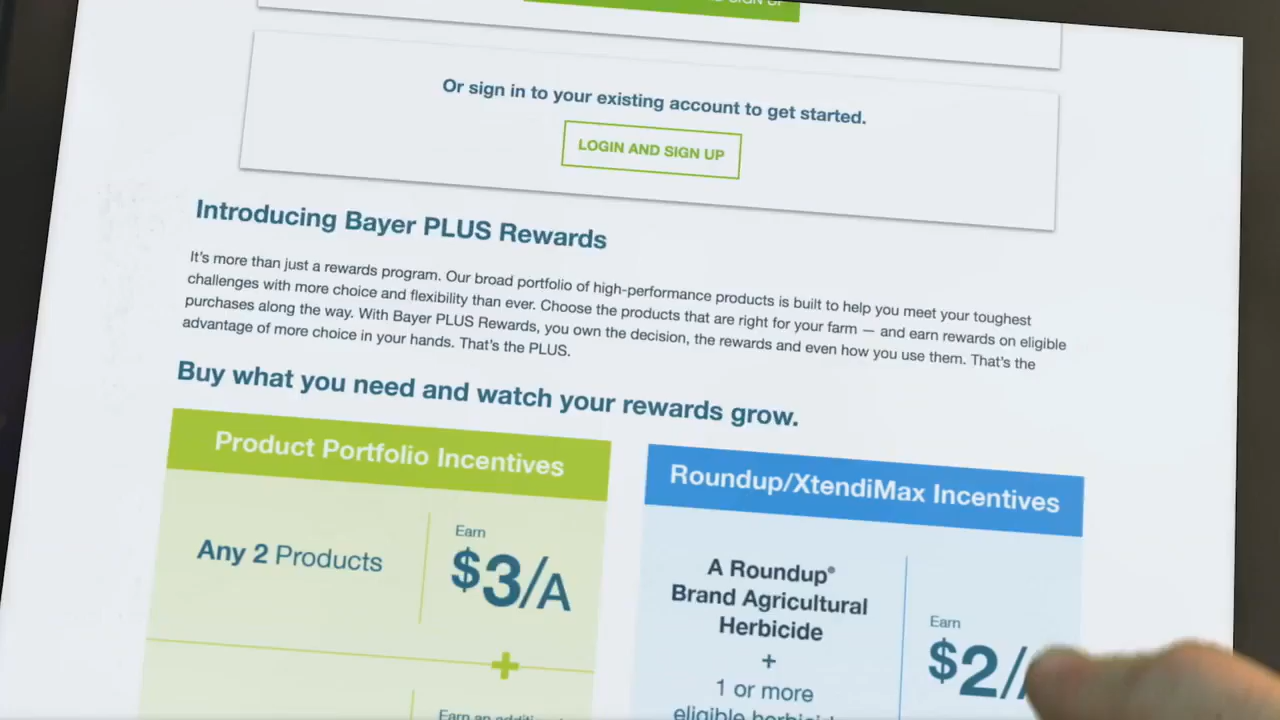 SIGN UP
Or sign in to your existing account to get started.
LOGIN AND SIGN UP
Introducing Bayer PLUS Rewards
It's more than just a rewards program. Our broad portfolio of high-performance products is built to help you meet your toughest
challenges with more choice and flexibility than ever. Choose the products that are right for your farm — and earn rewards on eligible
purchases along the way. With Bayer PLUS Rewards, you own the decision, the rewards and even how you use them. That's the
advantage of more choice in your hands. That's the PLUS.
Buy what you need and watch your rewards grow.
Product Portfolio Incentives
Any 2 Products
Earn
$3/A
+
Earn an
Roundup/XtendiMax Incentives
A Roundup®
Brand Agricultural
Herbicide
+
1 or more
eligible
Earn
$2/